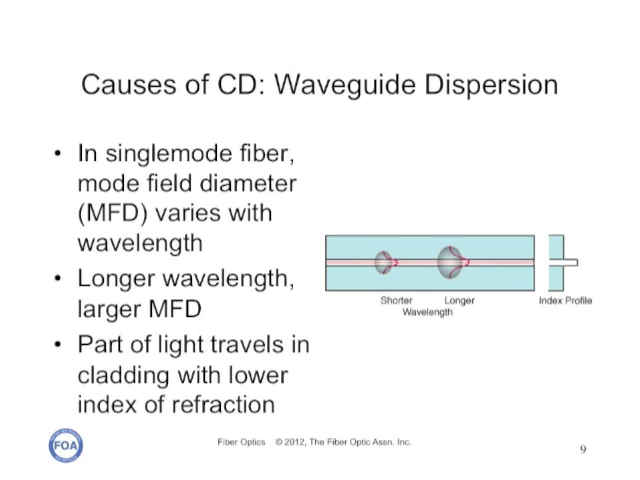 Causes of CD: Waveguide Dispersion
• In singlemode fiber,
mode field diameter
(MFD) varies with
wavelength
• Longer wavelength,
larger MFD
• Part of light travels in
cladding with lower
index of refraction
Shorter Longer
Wavelength
Index Profile
FOA
Fiber Optics © 2012, The Fiber Optic Assn. Inc.
9